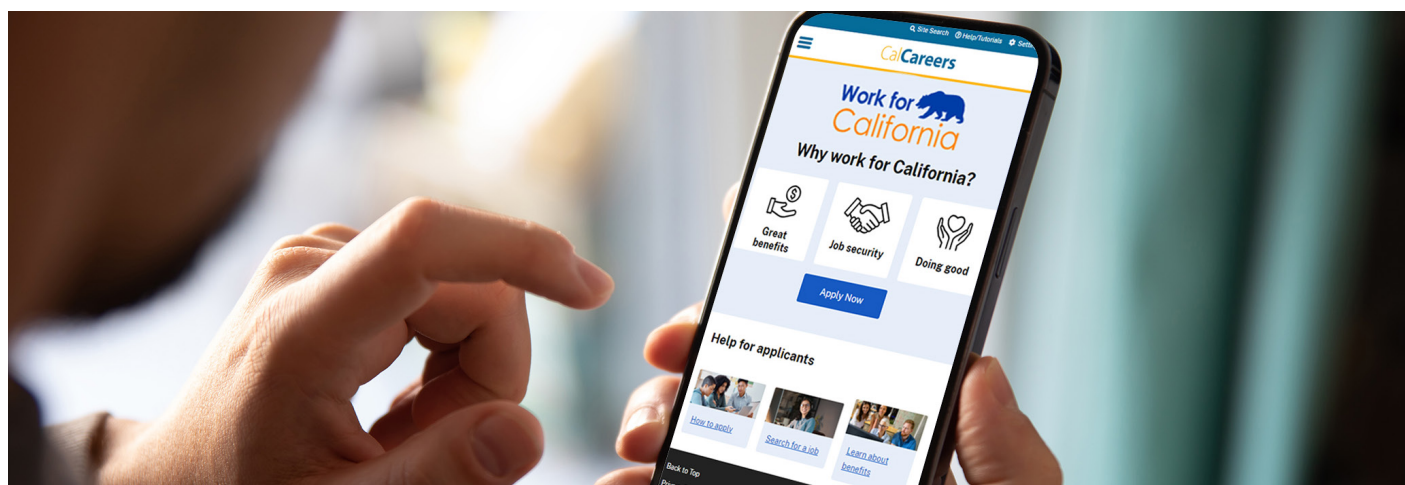 Site Search Help/Tutorials
CalCareers
Work for
California
Why work for California?
Great
benefits
Job security
Doing good
Apply Now
Help for applicants
How to apply
Search for a job
Learn about
benefits
Back to Top